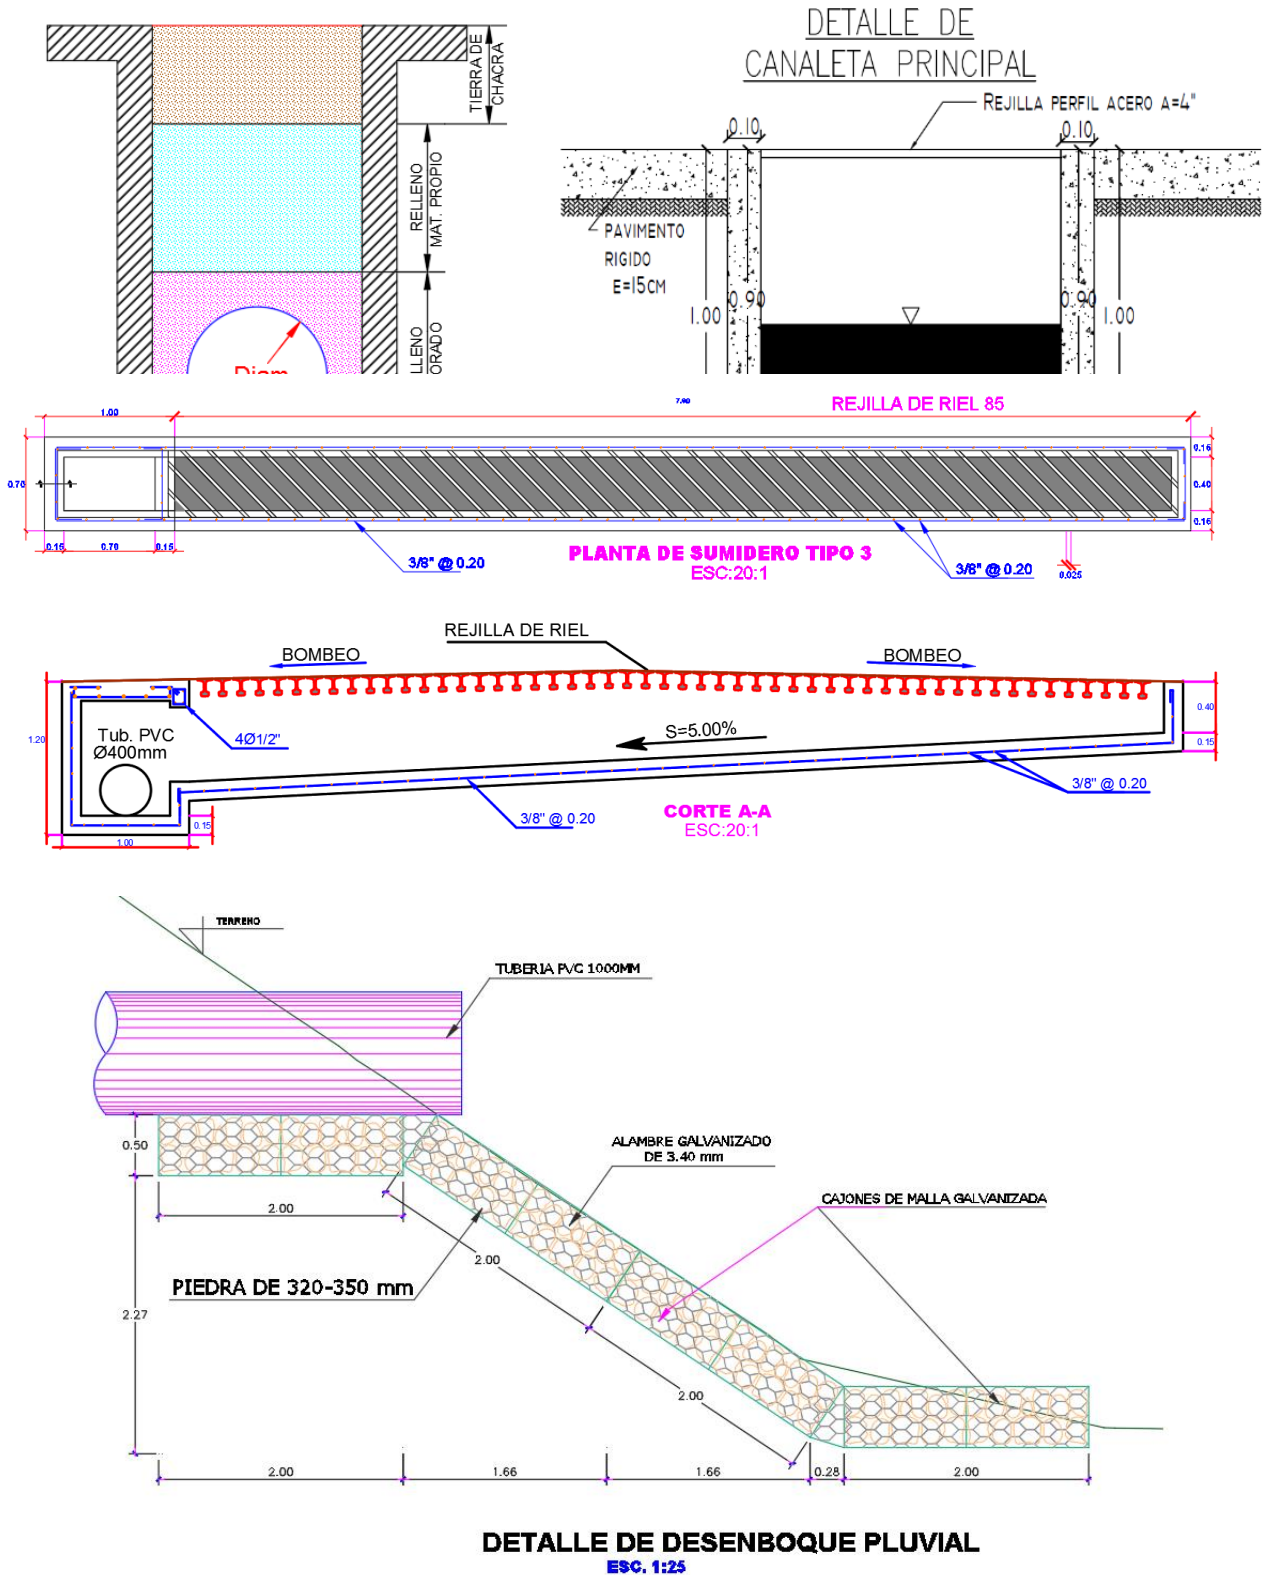 TIERRA DE
CHACRA
RELLENO
MAT. PROPIO
LLENO
ORADO
Diam
DETALLE DE
CANALETA PRINCIPAL
REJILLA PERFIL ACERO A=4"
0.10
0.10
PAVIMENTO
RIGIDO
E=15CM
1.00
0.90
0.90
1.00
1.00
REJILLA DE RIEL 85
0.70
0.15
0.40
0.15
0.15
0.70
0.15
3/8" @ 0.20
PLANTA DE SUMIDERO TIPO 3
ESC:20:1
3/8" @ 0.20
0.025
REJILLA DE RIEL
BOMBEO
BOMBEO
1.20
Tub. PVC
Ø400mm
4Ø1/2"
S=5.00%
0.40
0.15
3/8" @ 0.20
3/8" @ 0.20
CORTE A-A
ESC:20:1
0.15
1.00
TERRENO
TUBERIA PVC 1000MM
0.50
2.00
ALAMBRE GALVANIZADO
DE 3.40 mm
CAJONES DE MALLA GALVANIZADA
2.00
PIEDRA DE 320-350 mm
2.27
2.00
2.00
1.66
1.66
0.28
2.00
DETALLE DE DESENBOQUE PLUVIAL
ESC. 1:25